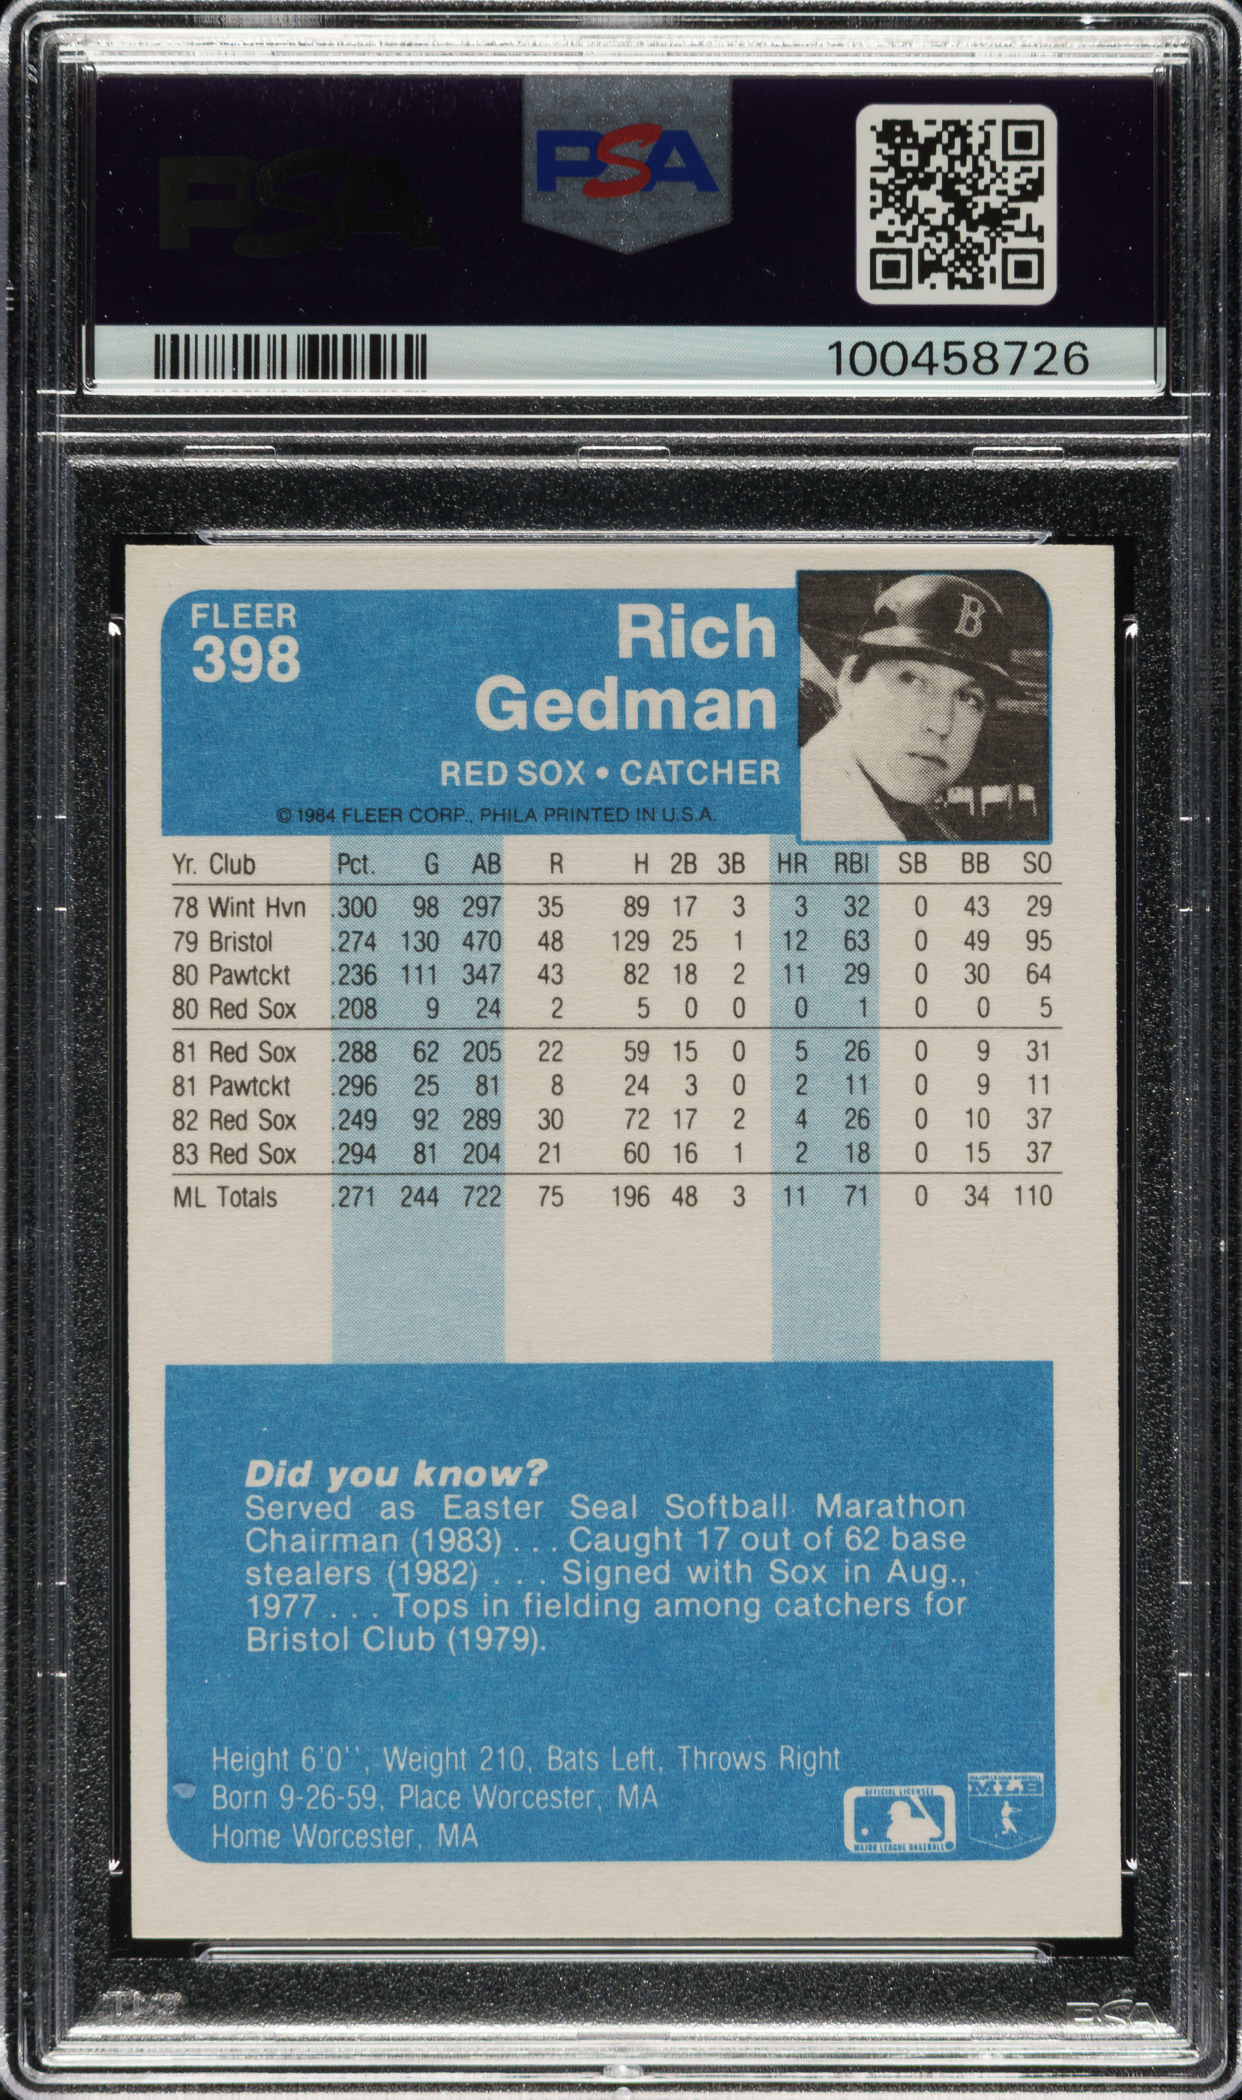 PSA
PSA
100458726
FLEER
398
Rich
Gedman
RED SOX • CATCHER
© 1984 FLEER CORP., PHILA PRINTED IN U.S.A.
Yr. Club Pct. G AB R H 2B 3B HR RBI SB BB SO
78 Wint Hvn .300 98 297 35 89 17 3 3 32 0 43 29
79 Bristol .274 130 470 48 129 25 1 12 63 0 49 95
80 Pawtckt .236 111 347 43 82 18 2 11 29 0 30 64
80 Red Sox .208 9 24 2 5 0 0 0 1 0 0 5
81 Red Sox .288 62 205 22 59 15 0 5 26 0 9 31
81 Pawtckt .296 25 81 8 24 3 0 2 11 0 9 11
82 Red Sox .249 92 289 30 72 17 2 4 26 0 10 37
83 Red Sox .294 81 204 21 60 16 1 2 18 0 15 37
ML Totals .271 244 722 75 196 48 3 11 71 0 34 110
Did you know?
Served as Easter Seal Softball Marathon
Chairman (1983) . . . Caught 17 out of 62 base
stealers (1982) . . . Signed with Sox in Aug.,
1977 . . . Tops in fielding among catchers for
Bristol Club (1979).
Height 6'0'', Weight 210, Bats Left, Throws Right
Born 9-26-59, Place Worcester, MA
Home Worcester, MA
OFFICIAL LICENSEE
MAJOR LEAGUE BASEBALL
MAJOR LEAGUE BASEBALL
MLB
PSA